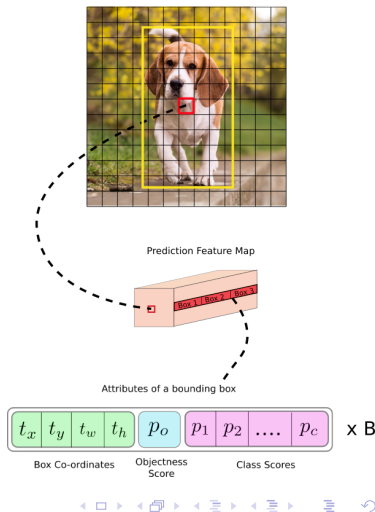 Prediction Feature Map
Box 1 Box 2 Box 3
Attributes of a bounding box
t_x t_y t_w t_h p_o p_1 p_2 .... p_c x B
Box Co-ordinates Objectness Score Class Scores